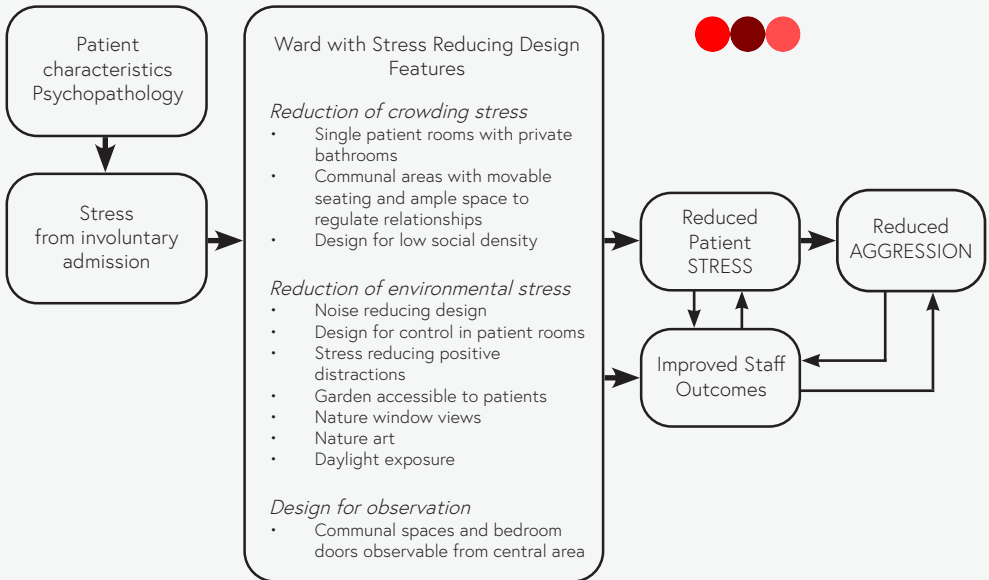 Patient
characteristics
Psychopathology
Stress
from involuntary
admission
Ward with Stress Reducing Design
Features
Reduction of crowding stress
• Single patient rooms with private
bathrooms
• Communal areas with movable
seating and ample space to
regulate relationships
• Design for low social density
Reduction of environmental stress
• Noise reducing design
• Design for control in patient rooms
• Stress reducing positive
distractions
• Garden accessible to patients
• Nature window views
• Nature art
• Daylight exposure
Design for observation
• Communal spaces and bedroom
doors observable from central area
Reduced
Patient
STRESS
Improved Staff
Outcomes
Reduced
AGGRESSION